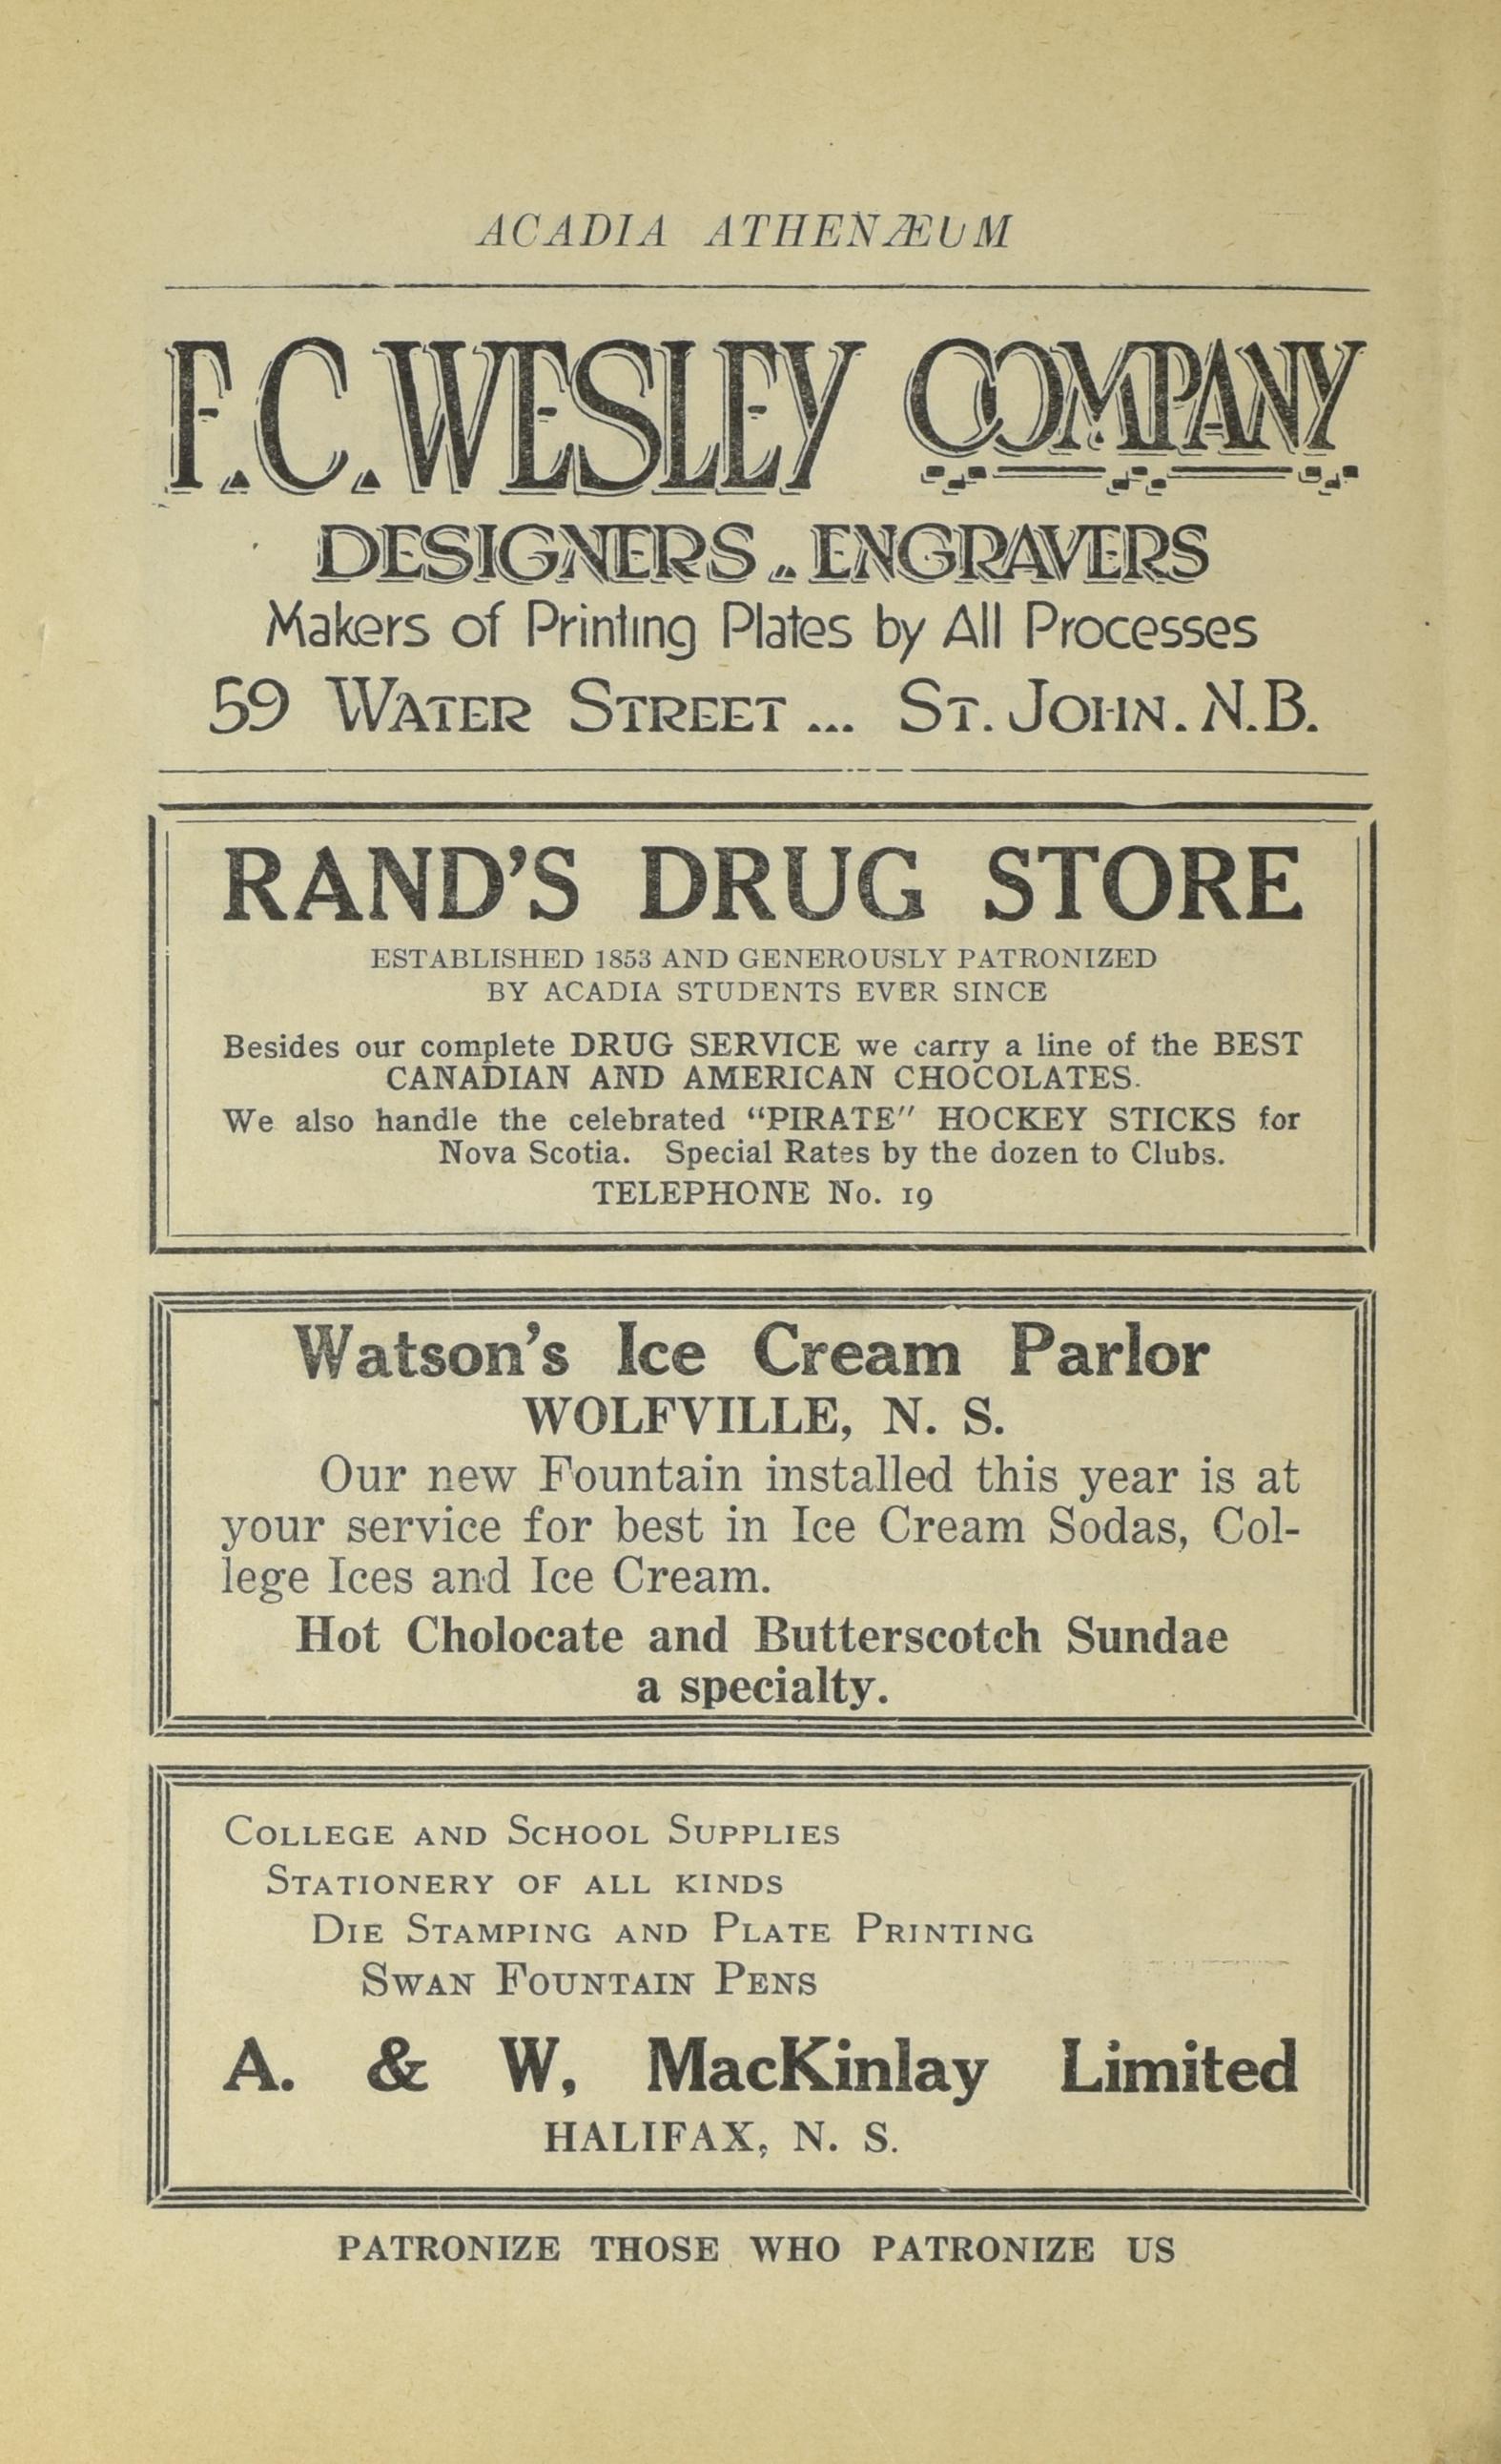 ACADIA ATHENÆUM
F. C. WESLEY COMPANY
DESIGNERS .. ENGRAVERS
Makers of Printing Plates by All Processes
59 WATER STREET ... ST. JOHN. N.B.
RAND'S DRUG STORE
ESTABLISHED 1853 AND GENEROUSLY PATRONIZED
BY ACADIA STUDENTS EVER SINCE
Besides our complete DRUG SERVICE we carry a line of the BEST
CANADIAN AND AMERICAN CHOCOLATES.
We also handle the celebrated "PIRATE" HOCKEY STICKS for
Nova Scotia. Special Rates by the dozen to Clubs.
TELEPHONE No. 19
Watson's Ice Cream Parlor
WOLFVILLE, N. S.
Our new Fountain installed this year is at
your service for best in Ice Cream Sodas, Col-
lege Ices and Ice Cream.
Hot Cholocate and Butterscotch Sundae
a specialty.
COLLEGE AND SCHOOL SUPPLIES
STATIONERY OF ALL KINDS
DIE STAMPING AND PLATE PRINTING
SWAN FOUNTAIN PENS
A. & W, MacKinlay Limited
HALIFAX, N. S.
PATRONIZE THOSE WHO PATRONIZE US